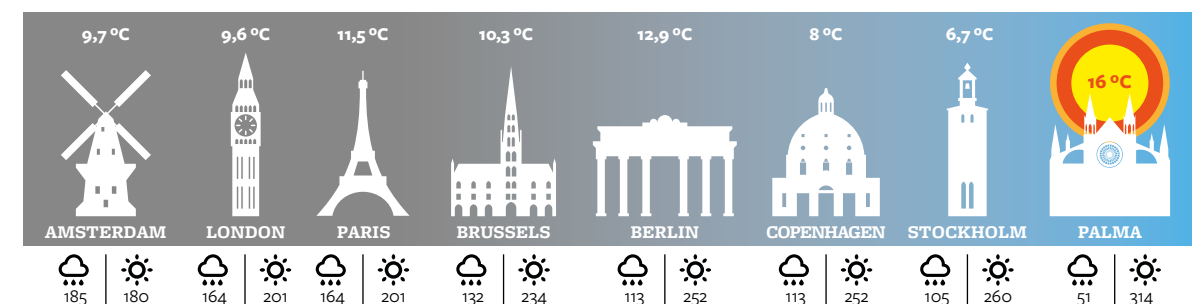 9,7 ºC 9,6 ºC 11,5 ºC 10,3 ºC 12,9 ºC 8 ºC 6,7 ºC
16 ºC
AMSTERDAM LONDON PARIS BRUSSELS BERLIN COPENHAGEN STOCKHOLM PALMA
185 180 164 201 164 201 132 234 113 252 113 252 105 260 51 314